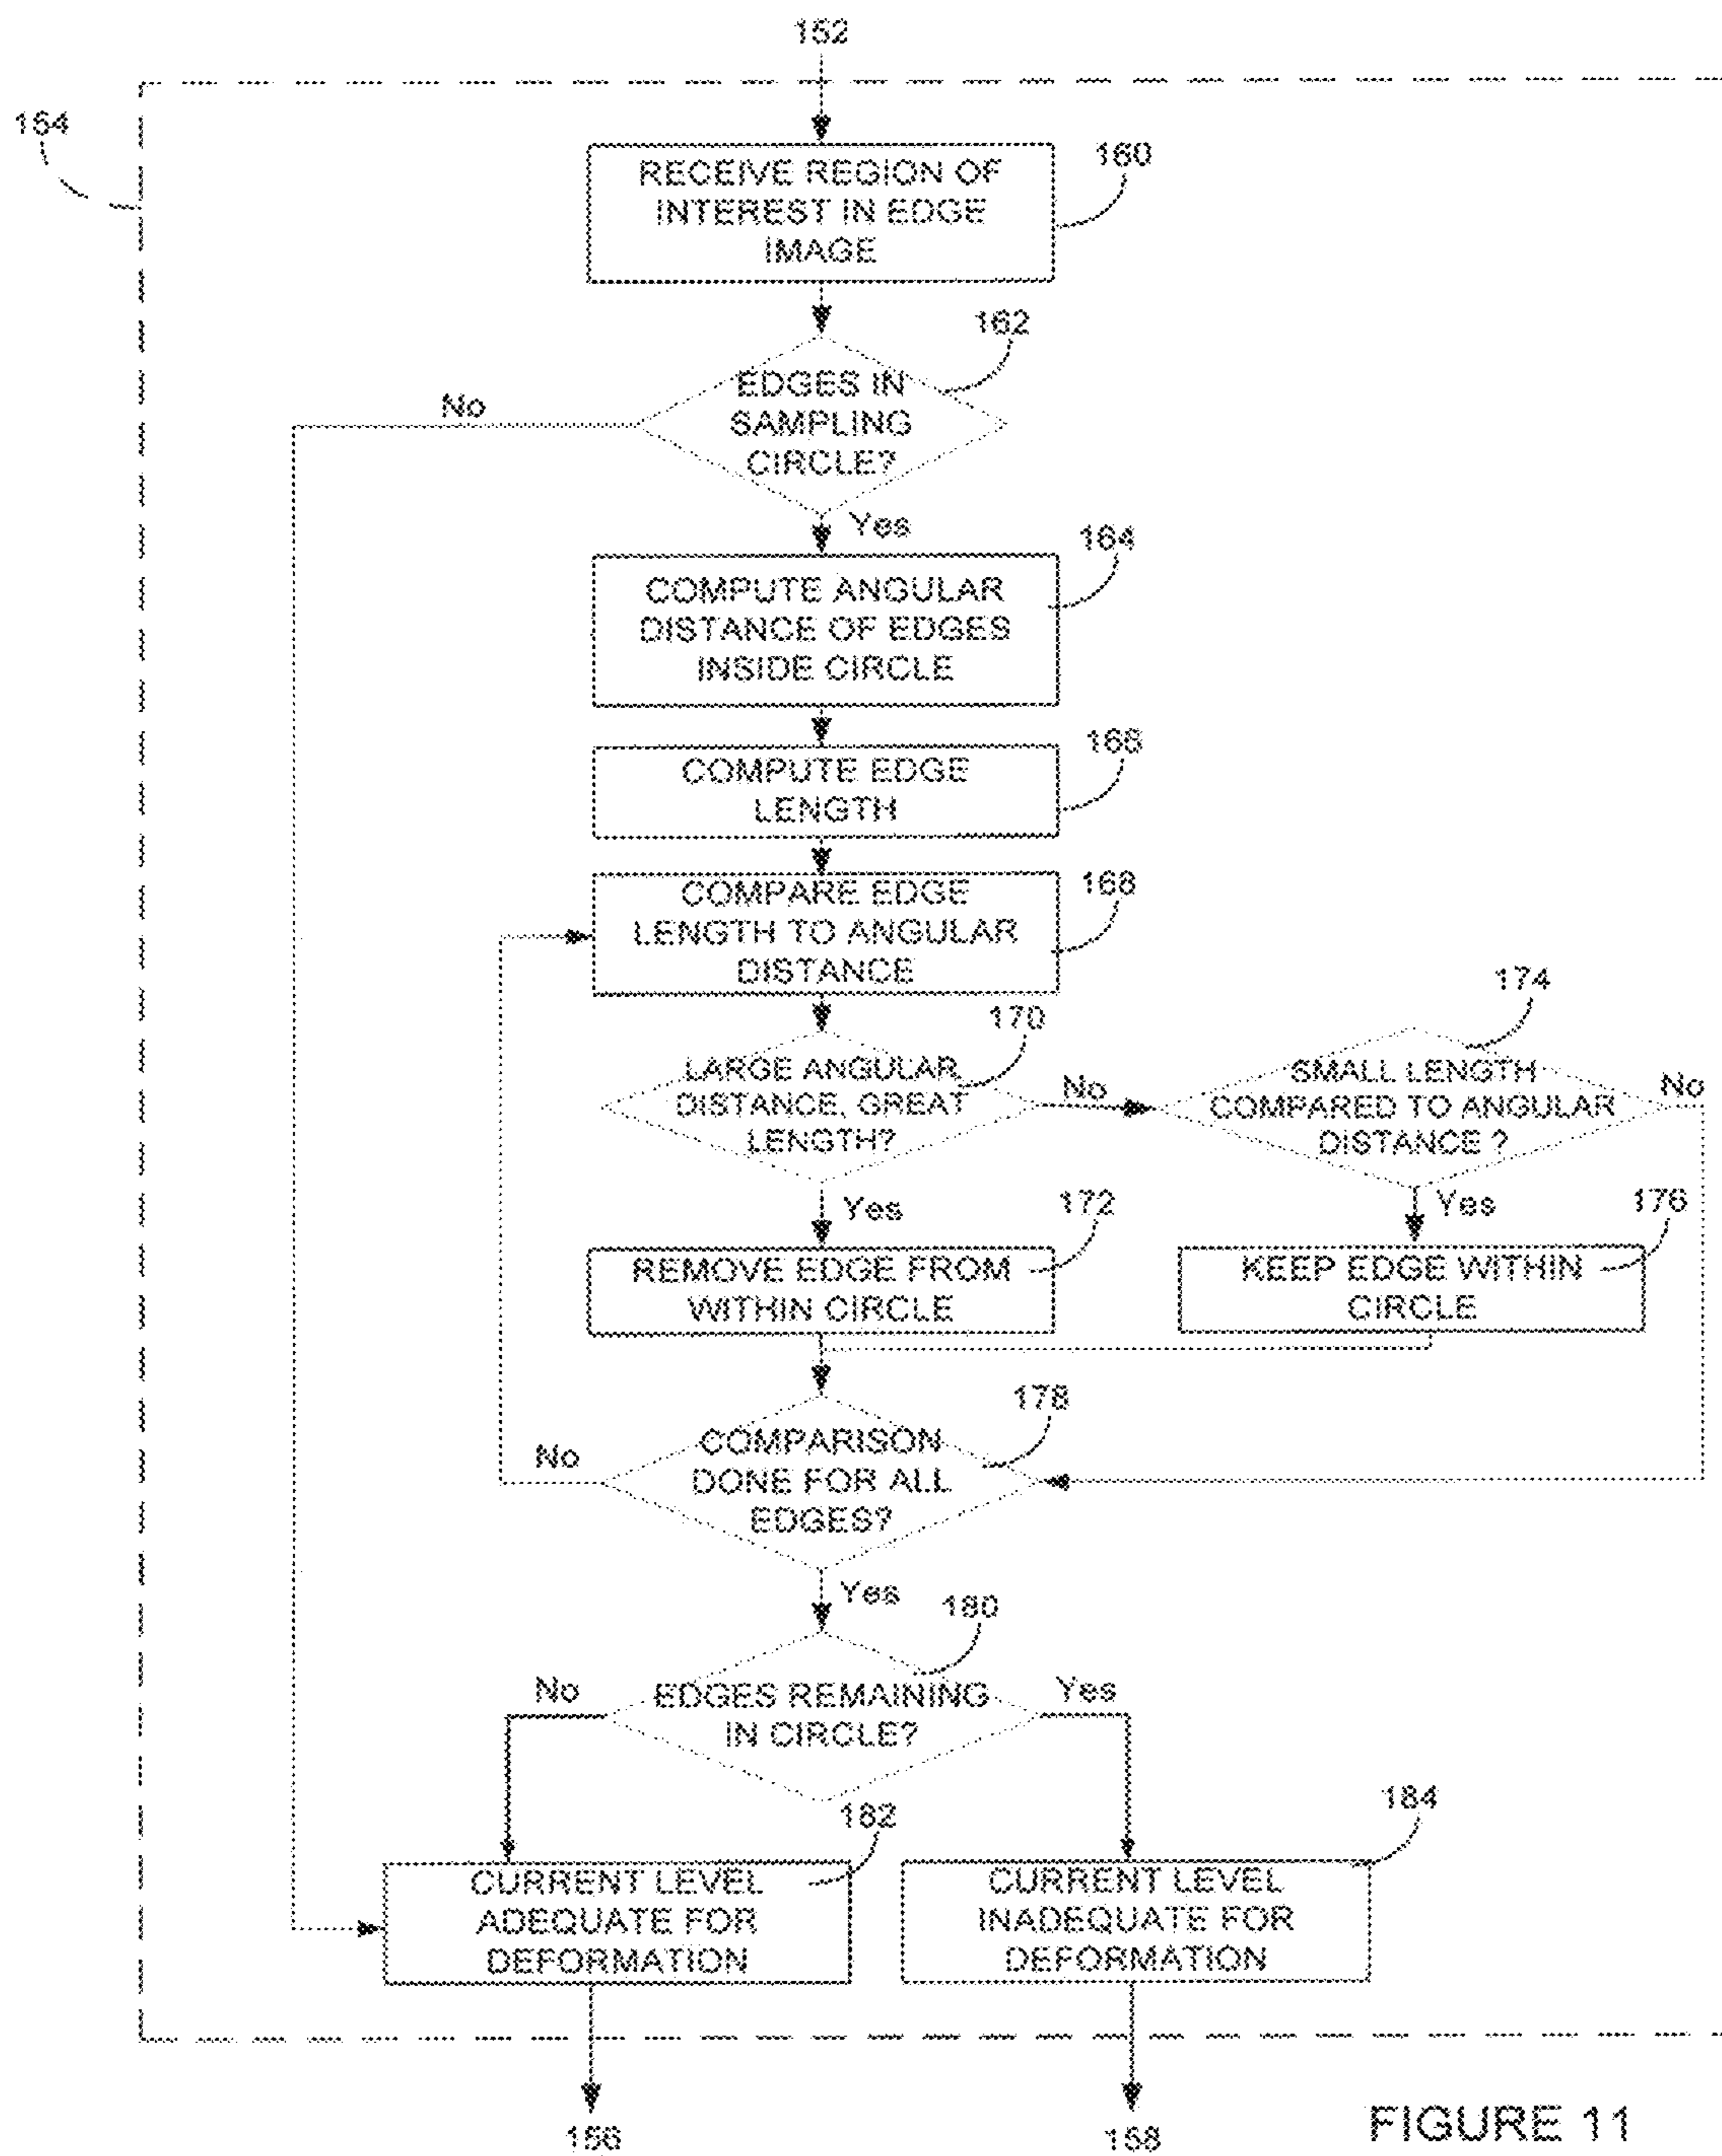 152
154
RECEIVE REGION OF
INTEREST IN EDGE
IMAGE
160
162
EDGES IN
SAMPLING
CIRCLE?
No
Yes
164
COMPUTE ANGULAR
DISTANCE OF EDGES
INSIDE CIRCLE
166
COMPUTE EDGE
LENGTH
168
COMPARE EDGE
LENGTH TO ANGULAR
DISTANCE
170
LARGE ANGULAR
DISTANCE, GREAT
LENGTH?
No
174
SMALL LENGTH
COMPARED TO ANGULAR
DISTANCE ?
No
Yes
172
REMOVE EDGE FROM
WITHIN CIRCLE
Yes
176
KEEP EDGE WITHIN
CIRCLE
178
COMPARISON
DONE FOR ALL
EDGES?
No
Yes
180
EDGES REMAINING
IN CIRCLE?
No
Yes
182
CURRENT LEVEL
ADEQUATE FOR
DEFORMATION
184
CURRENT LEVEL
INADEQUATE FOR
DEFORMATION
156
158
FIGURE 11